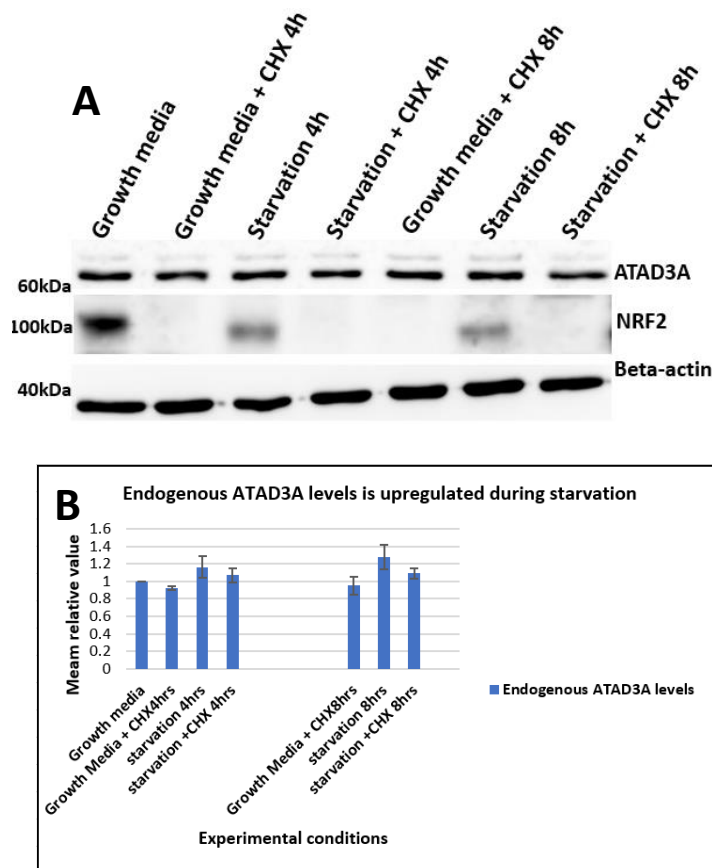 A
Growth media
Growth media + CHX 4h
Starvation 4h
Starvation + CHX 4h
Growth media + CHX 8h
Starvation 8h
Starvation + CHX 8h
60kDa
ATAD3A
100kDa
NRF2
Beta-actin
40kDa
B
Endogenous ATAD3A levels is upregulated during starvation
Meam relative value
1.6
1.4
1.2
1
0.8
0.6
0.4
0.2
0
Growth media
Growth Media + CHX4hrs
starvation 4hrs
starvation +CHX 4hrs
Growth Media + CHX8hrs
starvation 8hrs
starvation +CHX 8hrs
Endogenous ATAD3A levels
Experimental conditions